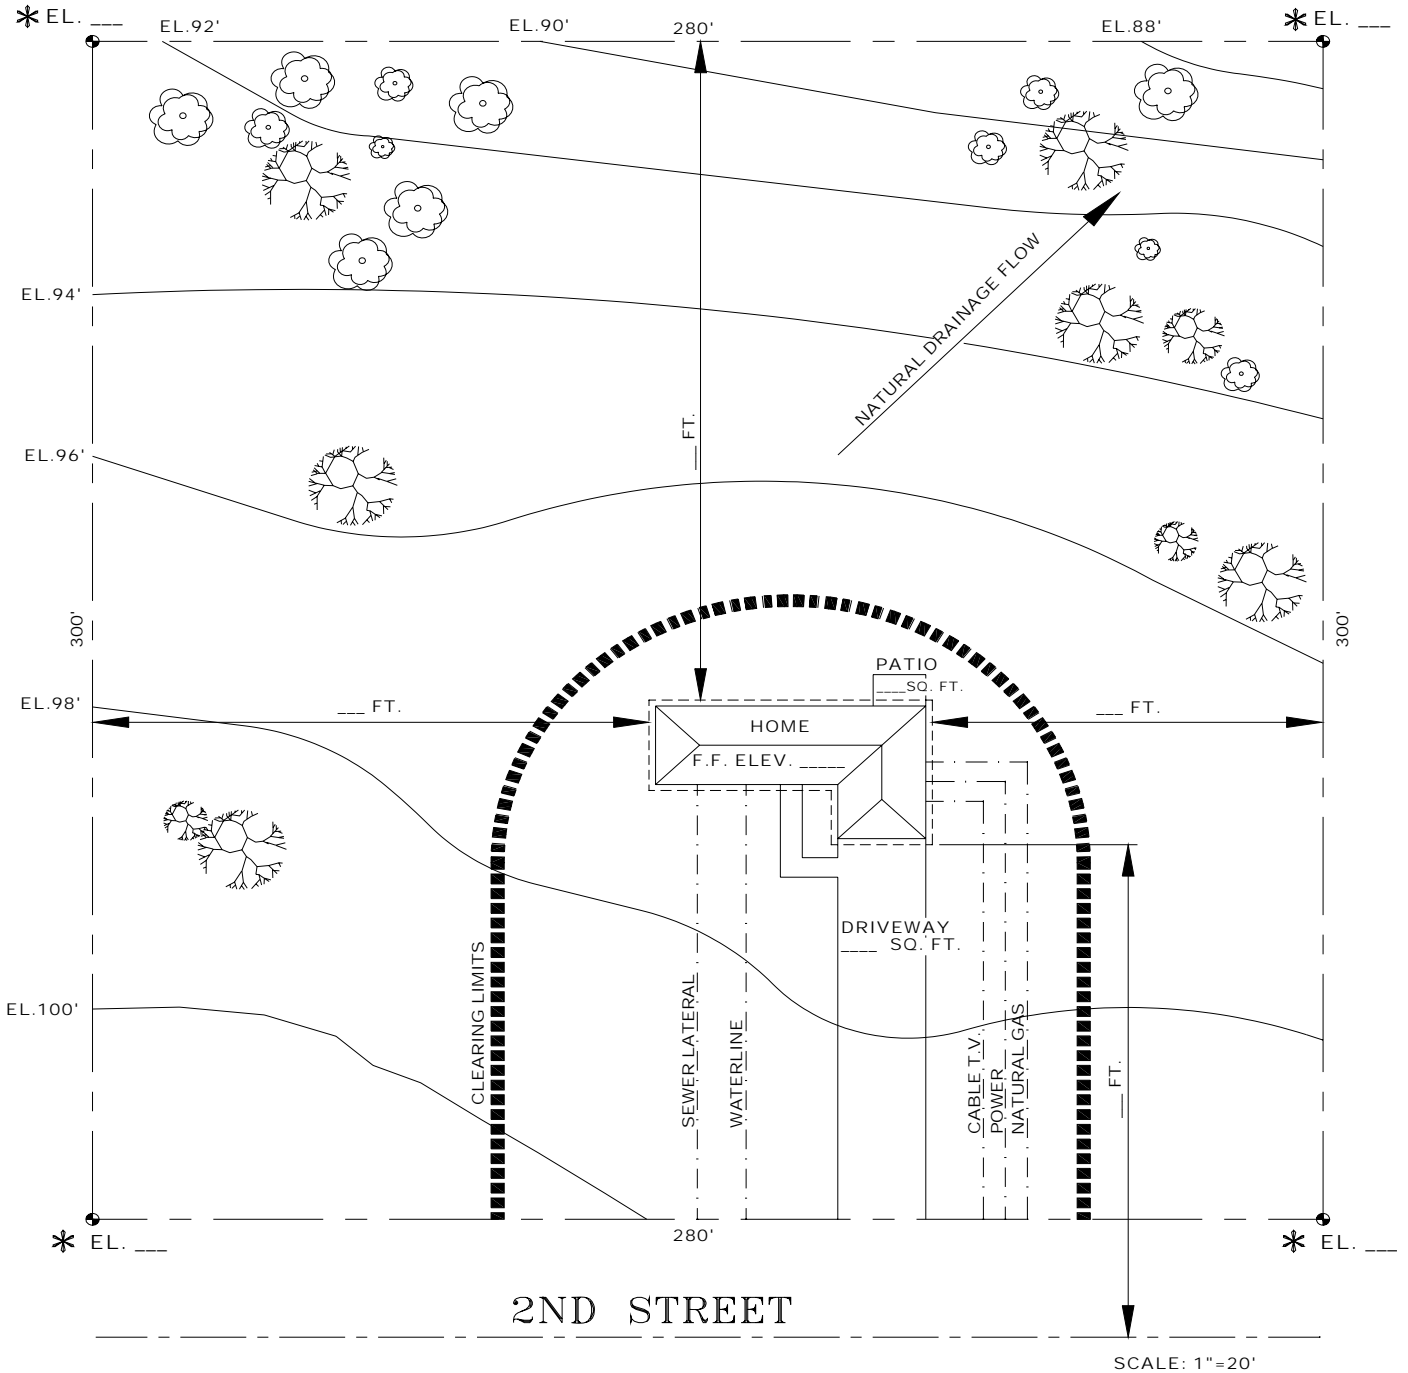 * EL. ___
EL.92'
EL.90'
280'
EL.88'
* EL. ___
EL.94'
NATURAL DRAINAGE FLOW
__ FT.
EL.96'
300'
300'
PATIO
____SQ. FT.
EL.98'
___ FT.
___ FT.
HOME
F.F. ELEV. _____
DRIVEWAY
____ SQ. FT.
CLEARING LIMITS
SEWER LATERAL
WATERLINE
CABLE T.V.
POWER
NATURAL GAS
___ FT.
EL.100'
280'
* EL. ___
* EL. ___
2ND STREET
SCALE: 1"=20'